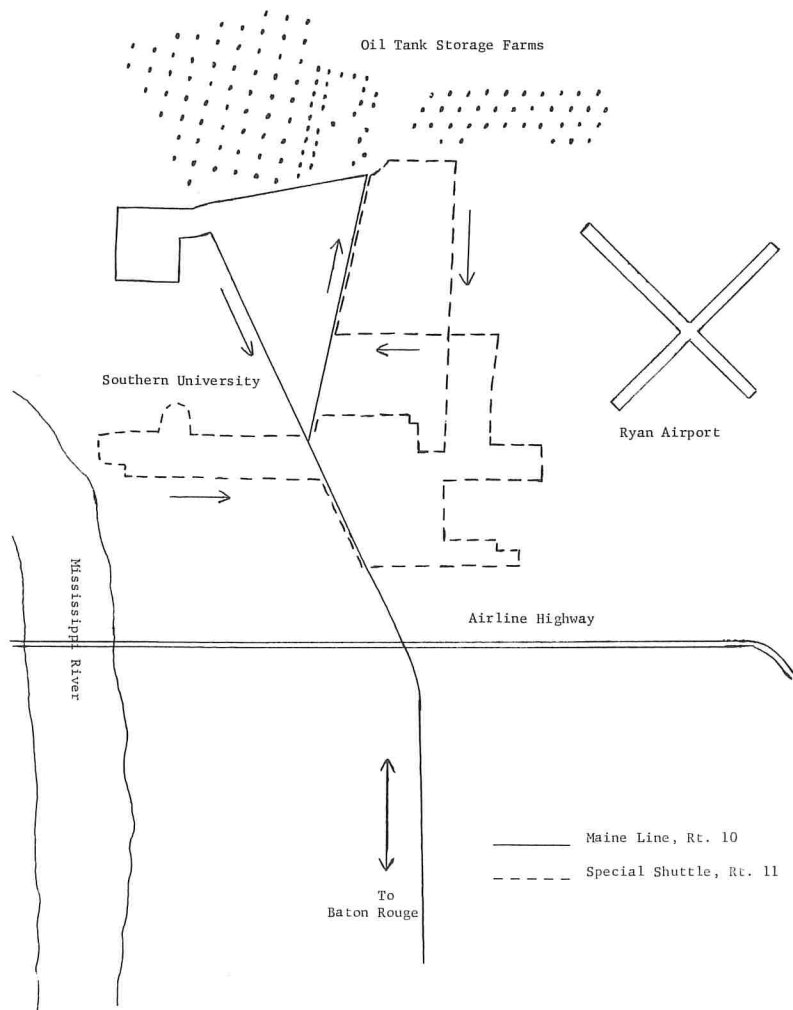 Oil Tank Storage Farms
Southern University
Ryan Airport
Mississippi River
Airline Highway
Maine Line, Rt. 10
Special Shuttle, Rt. 11
To
Baton Rouge